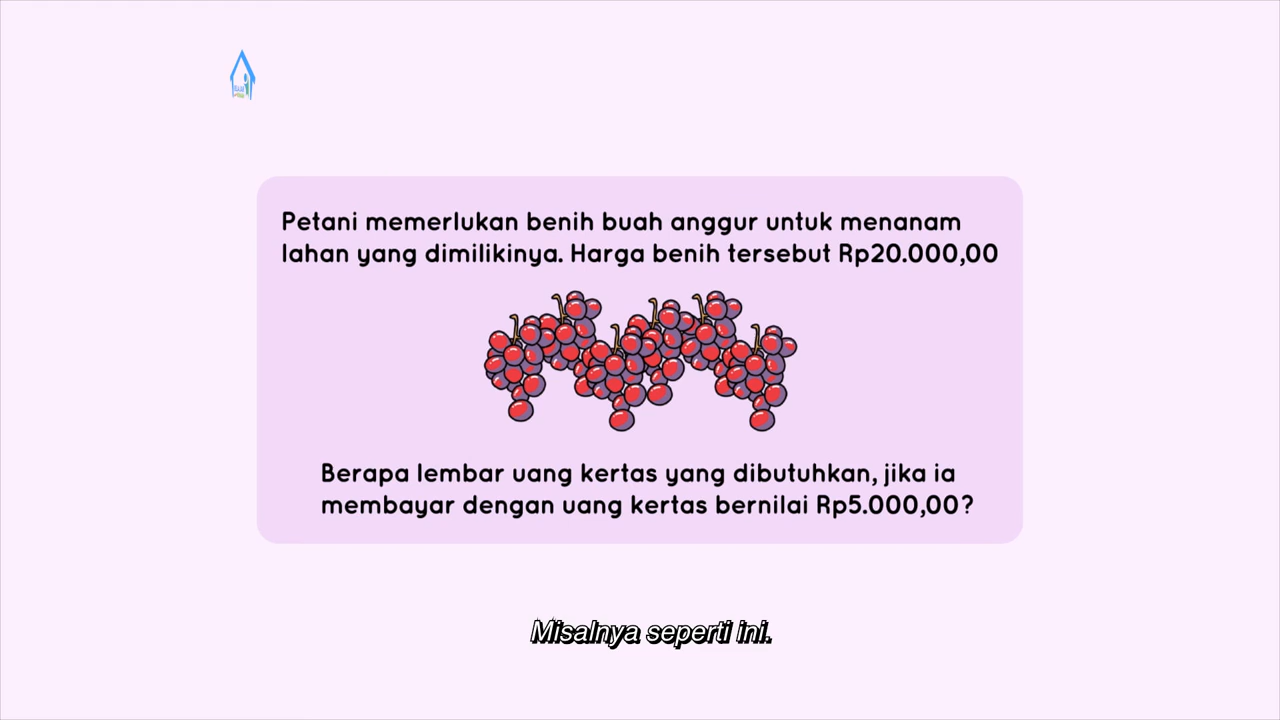 Petani memerlukan benih buah anggur untuk menanam
lahan yang dimilikinya. Harga benih tersebut Rp20.000,00
Berapa lembar uang kertas yang dibutuhkan, jika ia
membayar dengan uang kertas bernilai Rp5.000,00?
Misalnya seperti ini.